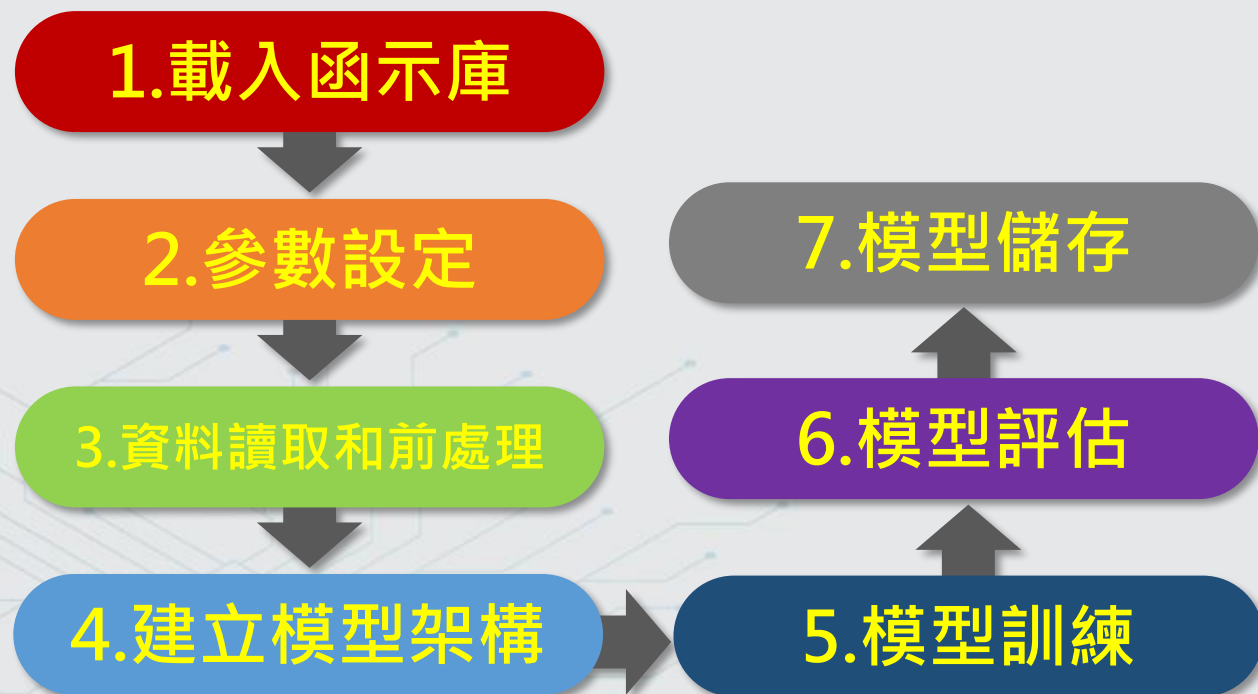 1.載入函示庫
2.參數設定
3.資料讀取和前處理
4.建立模型架構
5.模型訓練
6.模型評估
7.模型儲存